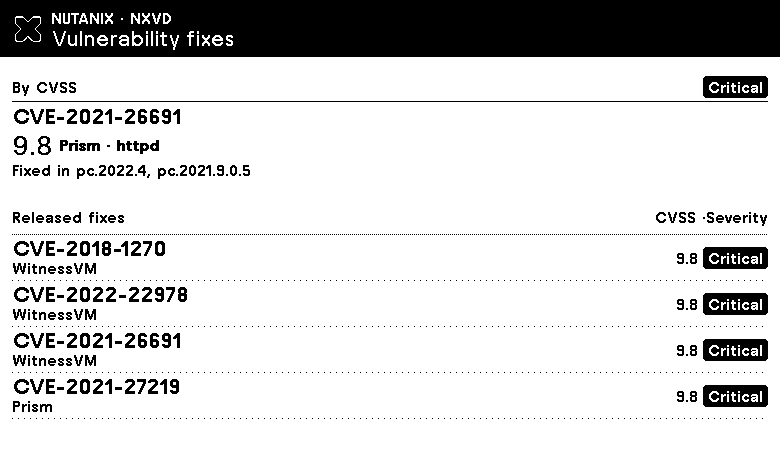 NUTANIX · NXVD
Vulnerability fixes
By CVSS Critical
CVE-2021-26691
9.8 Prism · httpd
Fixed in pc.2022.4, pc.2021.9.0.5
Released fixes CVSS ·Severity
CVE-2018-1270
WitnessVM 9.8 Critical
CVE-2022-22978
WitnessVM 9.8 Critical
CVE-2021-26691
WitnessVM 9.8 Critical
CVE-2021-27219
Prism 9.8 Critical